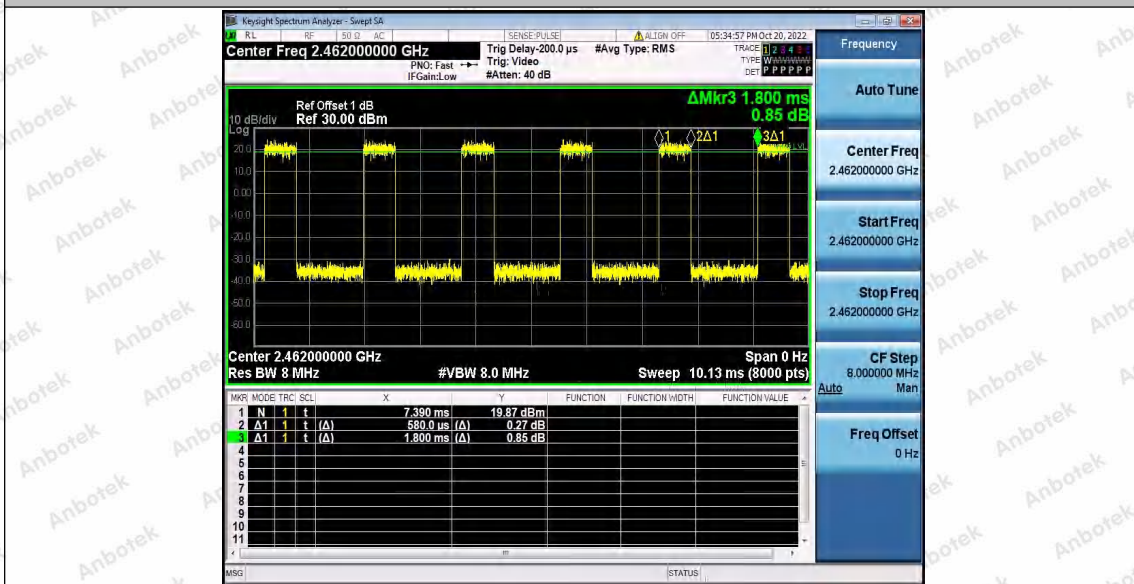 Keysight Spectrum Analyzer - Swept SA
RL RF 50 Ω AC SENSE:PULSE ALIGN OFF 05:34:57 PM Oct 20, 2022
Center Freq 2.462000000 GHz
PNO: Fast
IFGain:Low
Trig Delay-200.0 µs
Trig: Video
#Atten: 40 dB
#Avg Type: RMS
TRACE 1 2 3 4 5 6
TYPE W
DET P P P P P P
ΔMkr3 1.800 ms
0.85 dB
Ref Offset 1 dB
10 dB/div Ref 30.00 dBm
Log
1 2Δ1 3Δ1
20.0
10.0
0.00
-10.0
-20.0
-30.0
-40.0
-50.0
-60.0
Center 2.462000000 GHz Span 0 Hz
Res BW 8 MHz #VBW 8.0 MHz Sweep 10.13 ms (8000 pts)
MKR MODE TRC SCL X Y FUNCTION FUNCTION WIDTH FUNCTION VALUE
1 N 1 t 7.390 ms 19.87 dBm
2 Δ1 1 t (Δ) 580.0 µs (Δ) 0.27 dB
3 Δ1 1 t (Δ) 1.800 ms (Δ) 0.85 dB
4
5
6
7
8
9
10
11
MSG STATUS
Frequency
Auto Tune
Center Freq
2.462000000 GHz
Start Freq
2.462000000 GHz
Stop Freq
2.462000000 GHz
CF Step
8.000000 MHz
Auto Man
Freq Offset
0 Hz
Anbotek